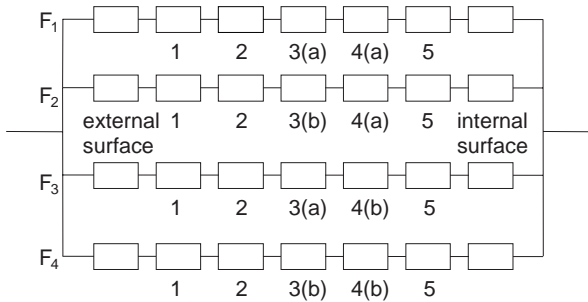 F1
1 2 3(a) 4(a) 5
F2
external 1 2 3(b) 4(a) 5 internal
surface surface
F3
1 2 3(a) 4(b) 5
F4
1 2 3(b) 4(b) 5